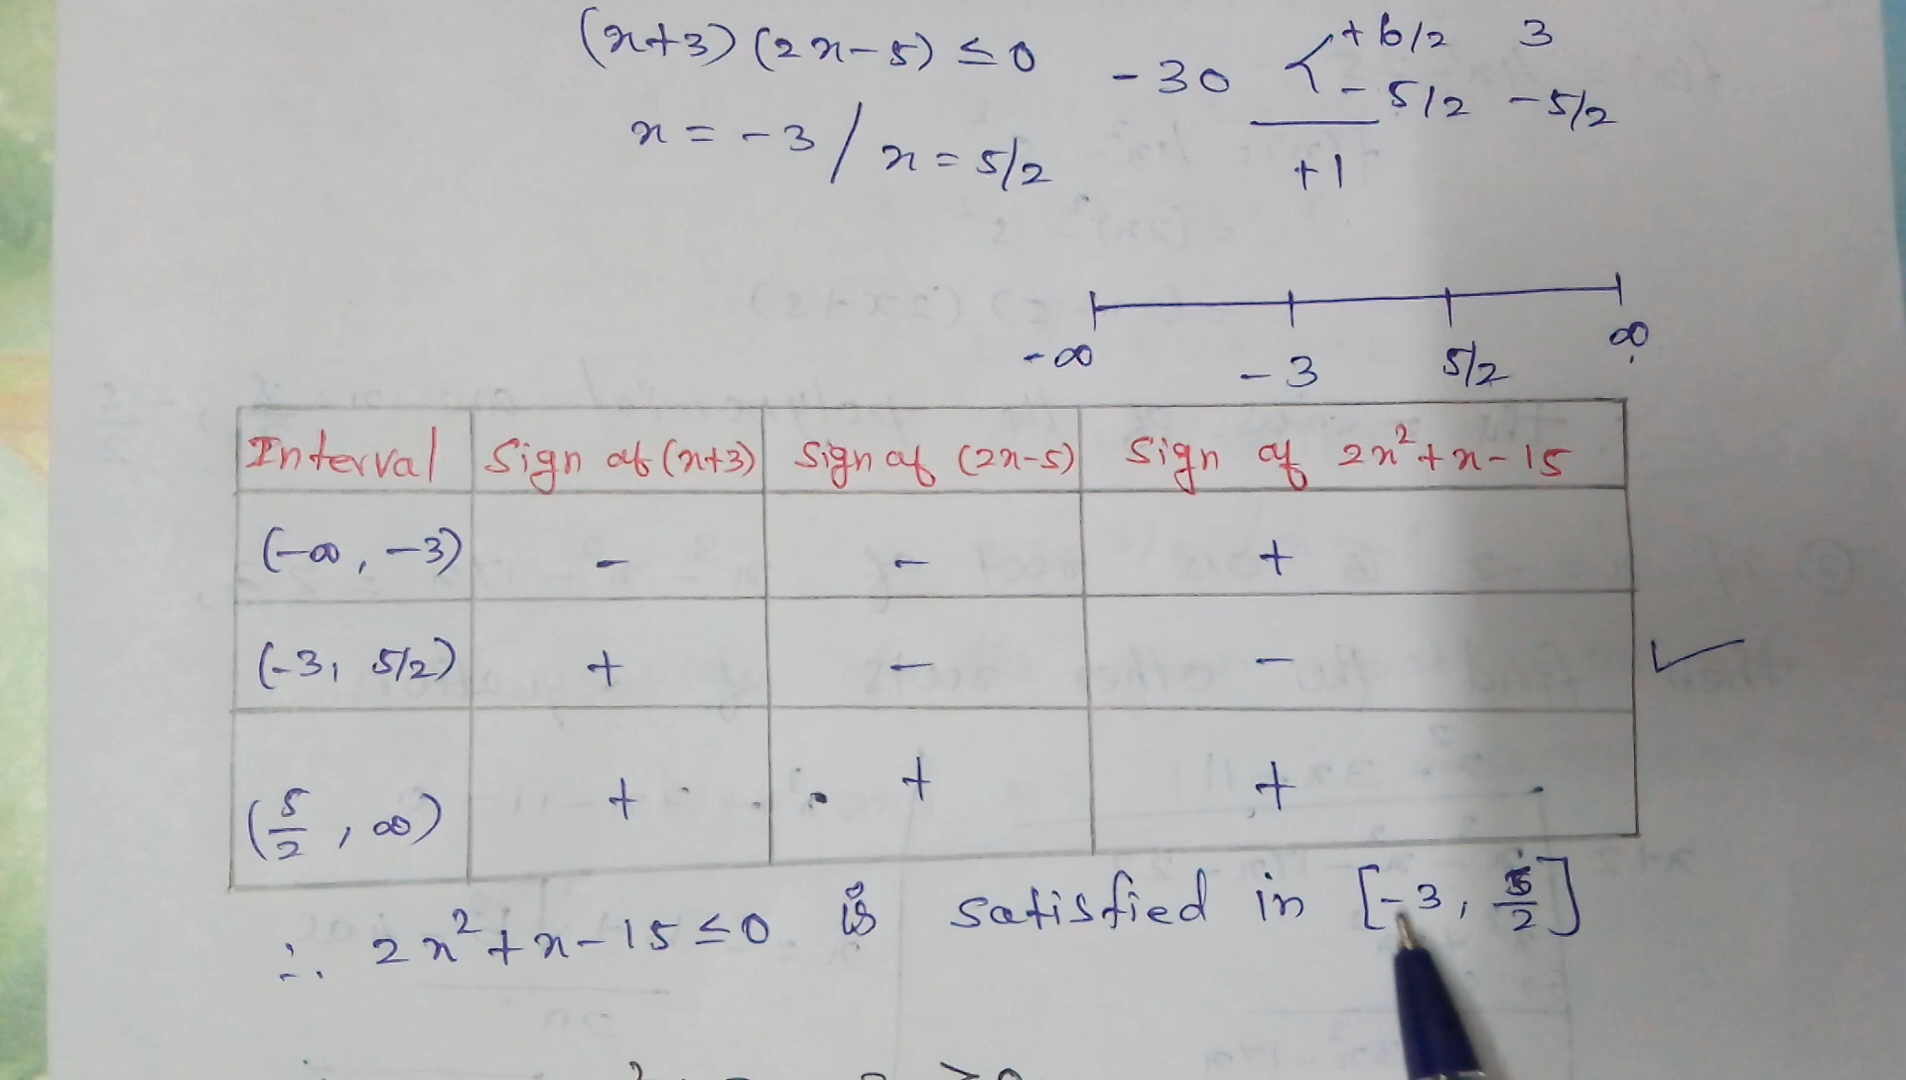 (x+3)(2x-5) ≤ 0
-30
+6/2 3
-5/2 -5/2
+1
x = -3 / x = 5/2
-∞ -3 5/2 ∞
Interval Sign of (x+3) Sign of (2x-5) Sign of 2x²+x-15
(-∞, -3) - - +
(-3, 5/2) + - - ✓
(5/2, ∞) + + +
∴ 2x²+x-15 ≤ 0 is satisfied in [-3, 5/2]